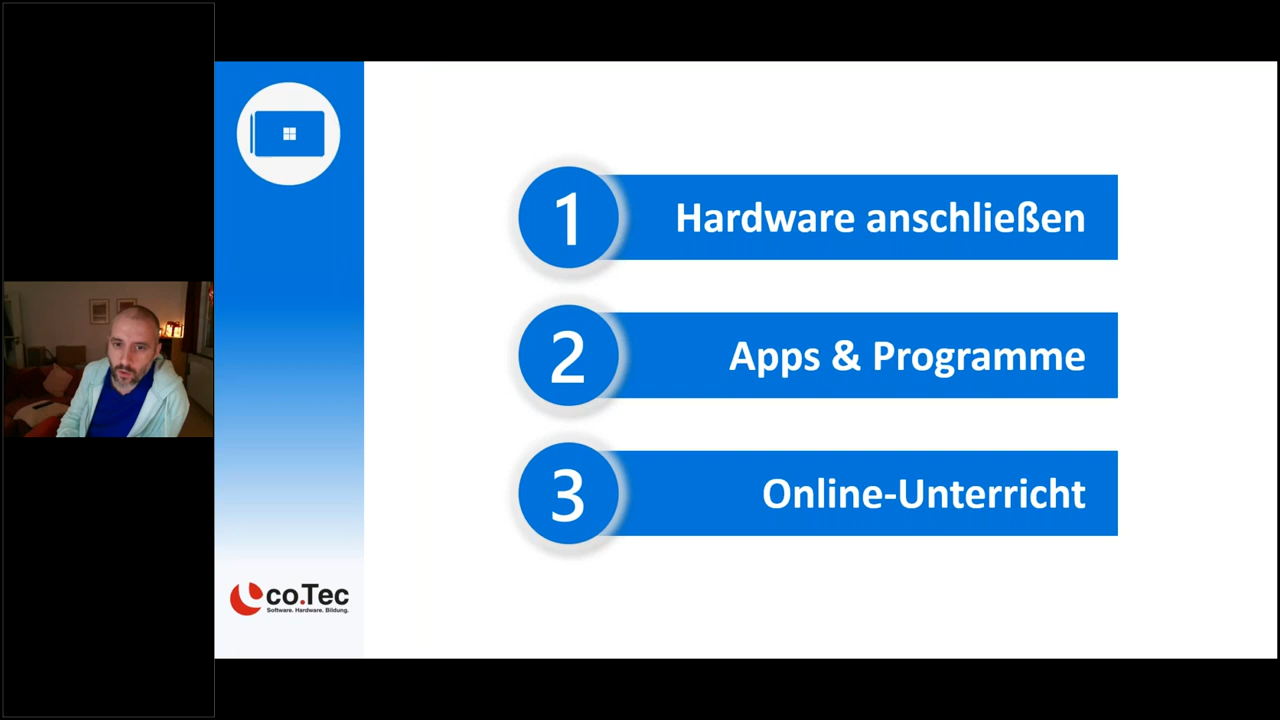 1
Hardware anschließen
2
Apps & Programme
3
Online-Unterricht
co.Tec
Software. Hardware. Bildung.